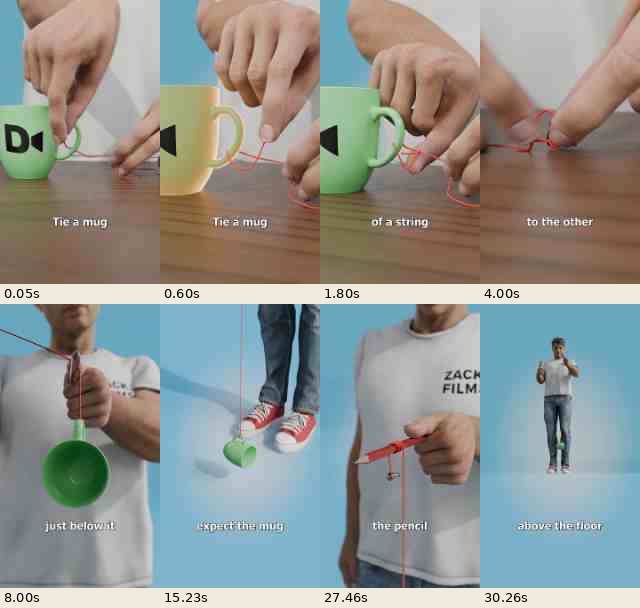 D
Tie a mug
Tie a mug
of a string
to the other
0.05s
0.60s
1.80s
4.00s
ZACK
FILMS
just below it
expect the mug
the pencil
above the floor
8.00s
15.23s
27.46s
30.26s